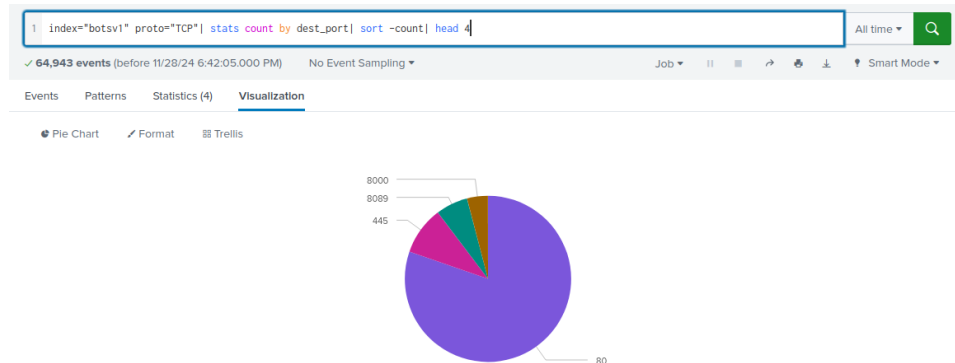 1 index="botsv1" proto="TCP"| stats count by dest_port| sort -count| head 4
All time
64,943 events (before 11/28/24 6:42:05.000 PM) No Event Sampling Job Smart Mode
Events Patterns Statistics (4) Visualization
Pie Chart Format Trellis
8000
8089
445
80